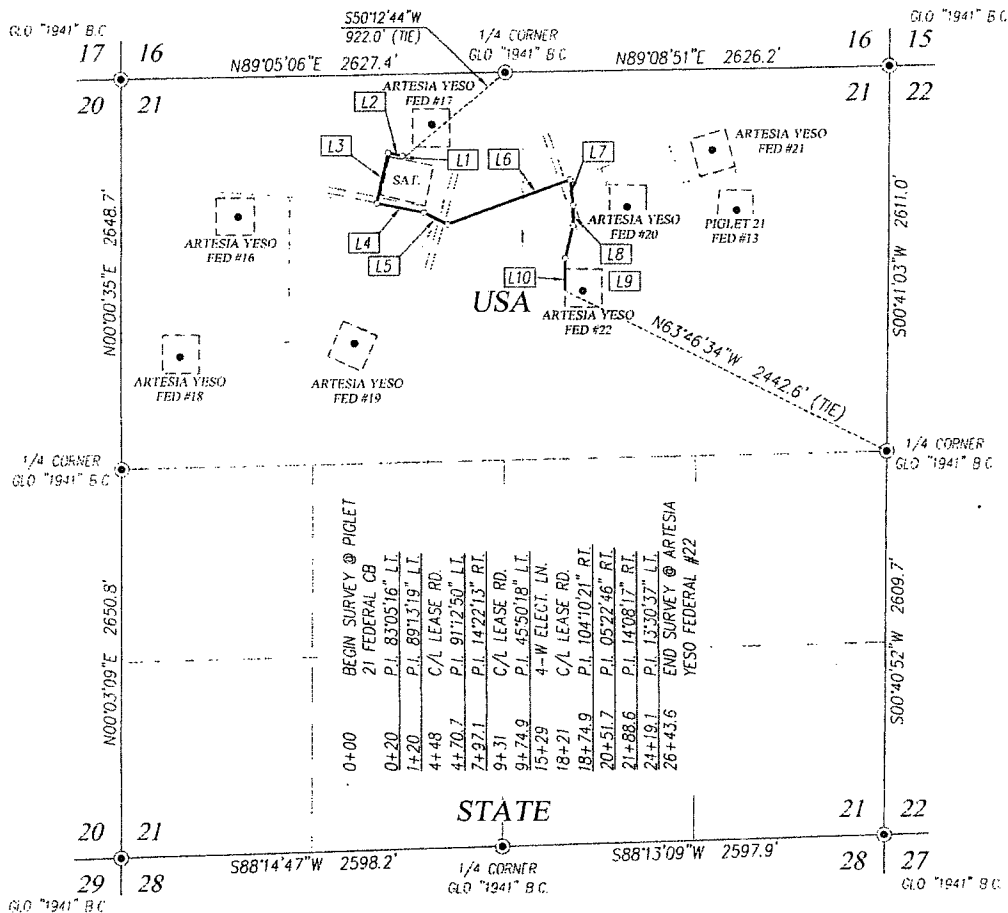 GLO "1941" B.C.
17 16
20 21
S50°12'44"W
922.0' (TIE)
1/4 CORNER
GLO "1941" B.C.
N89°05'06"E 2627.4'
N89°08'51"E 2626.2'
GLO "1941" B.C.
16 15
21 22
ARTESIA YESO
FED #17
L2
L1
L3
SAT.
L6
L7
ARTESIA YESO
FED #21
ARTESIA YESO
FED #16
L4
L5
ARTESIA YESO
FED #20
PIGLET 21
FED #13
L8
L10
L9
USA
ARTESIA YESO
FED #22
ARTESIA YESO
FED #18
ARTESIA YESO
FED #19
N63°46'34"W 2442.6' (TIE)
N00°00'35"E 2648.7'
S00°41'03"W 2611.0'
1/4 CORNER
GLO "1941" B.C.
1/4 CORNER
GLO "1941" B.C.
0+00 BEGIN SURVEY @ PIGLET
21 FEDERAL CB
0+20 P.I. 83°05'16" LT.
1+20 P.I. 89°13'19" LT.
4+48 C/L LEASE RD.
4+70.7 P.I. 91°12'50" LT.
7+97.1 P.I. 14°22'13" RT.
9+31 C/L LEASE RD.
9+74.9 P.I. 45°50'18" LT.
15+29 4-W ELECT. LN.
18+21 C/L LEASE RD.
18+74.9 P.I. 104°10'21" RT.
20+51.7 P.I. 05°22'46" RT.
21+88.6 P.I. 14°08'17" RT.
24+19.1 P.I. 13°30'37" LT.
26+43.6 END SURVEY @ ARTESIA
YESO FEDERAL #22
N00°03'09"E 2650.8'
S00°40'52"W 2609.7'
STATE
20 21
29 28
GLO "1941" B.C.
S88°14'47"W 2598.2'
1/4 CORNER
GLO "1941" B.C.
S88°13'09"W 2597.9'
21 22
28 27
GLO "1941" B.C.